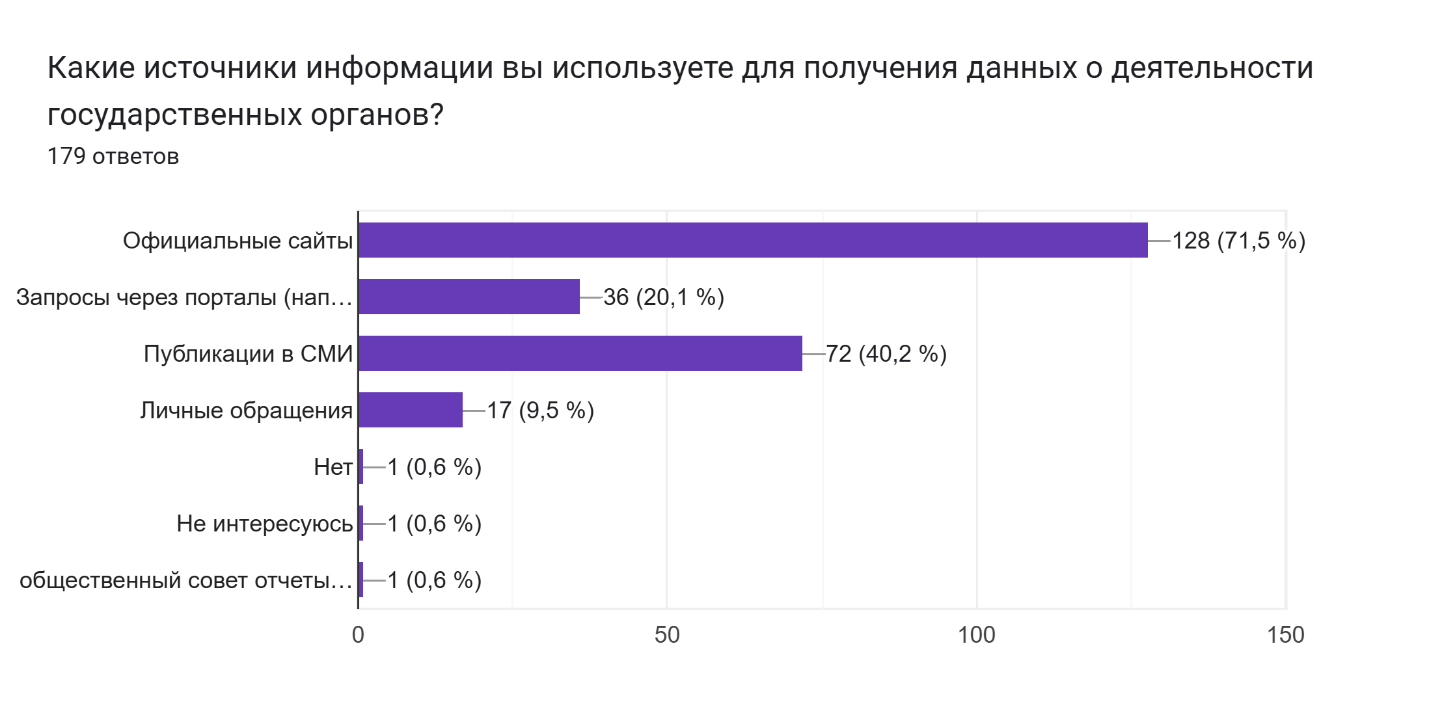 Какие источники информации вы используете для получения данных о деятельности
государственных органов?
179 ответов
Официальные сайты
128 (71,5 %)
Запросы через порталы (нап…
36 (20,1 %)
Публикации в СМИ
72 (40,2 %)
Личные обращения
17 (9,5 %)
Нет
1 (0,6 %)
Не интересуюсь
1 (0,6 %)
общественный совет отчеты…
1 (0,6 %)
0
50
100
150